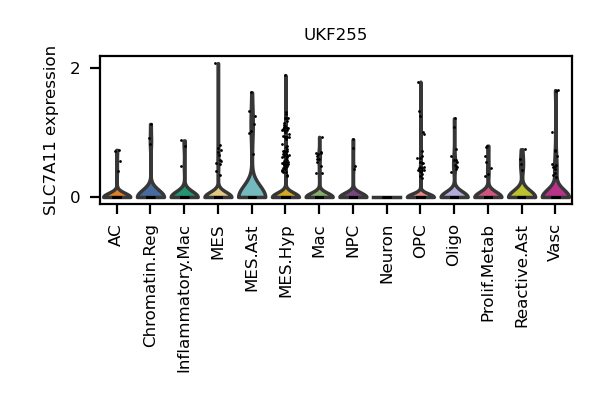 UKF255
SLC7A11 expression
2
0
AC
Chromatin.Reg
Inflammatory.Mac
MES
MES.Ast
MES.Hyp
Mac
NPC
Neuron
OPC
Oligo
Prolif.Metab
Reactive.Ast
Vasc